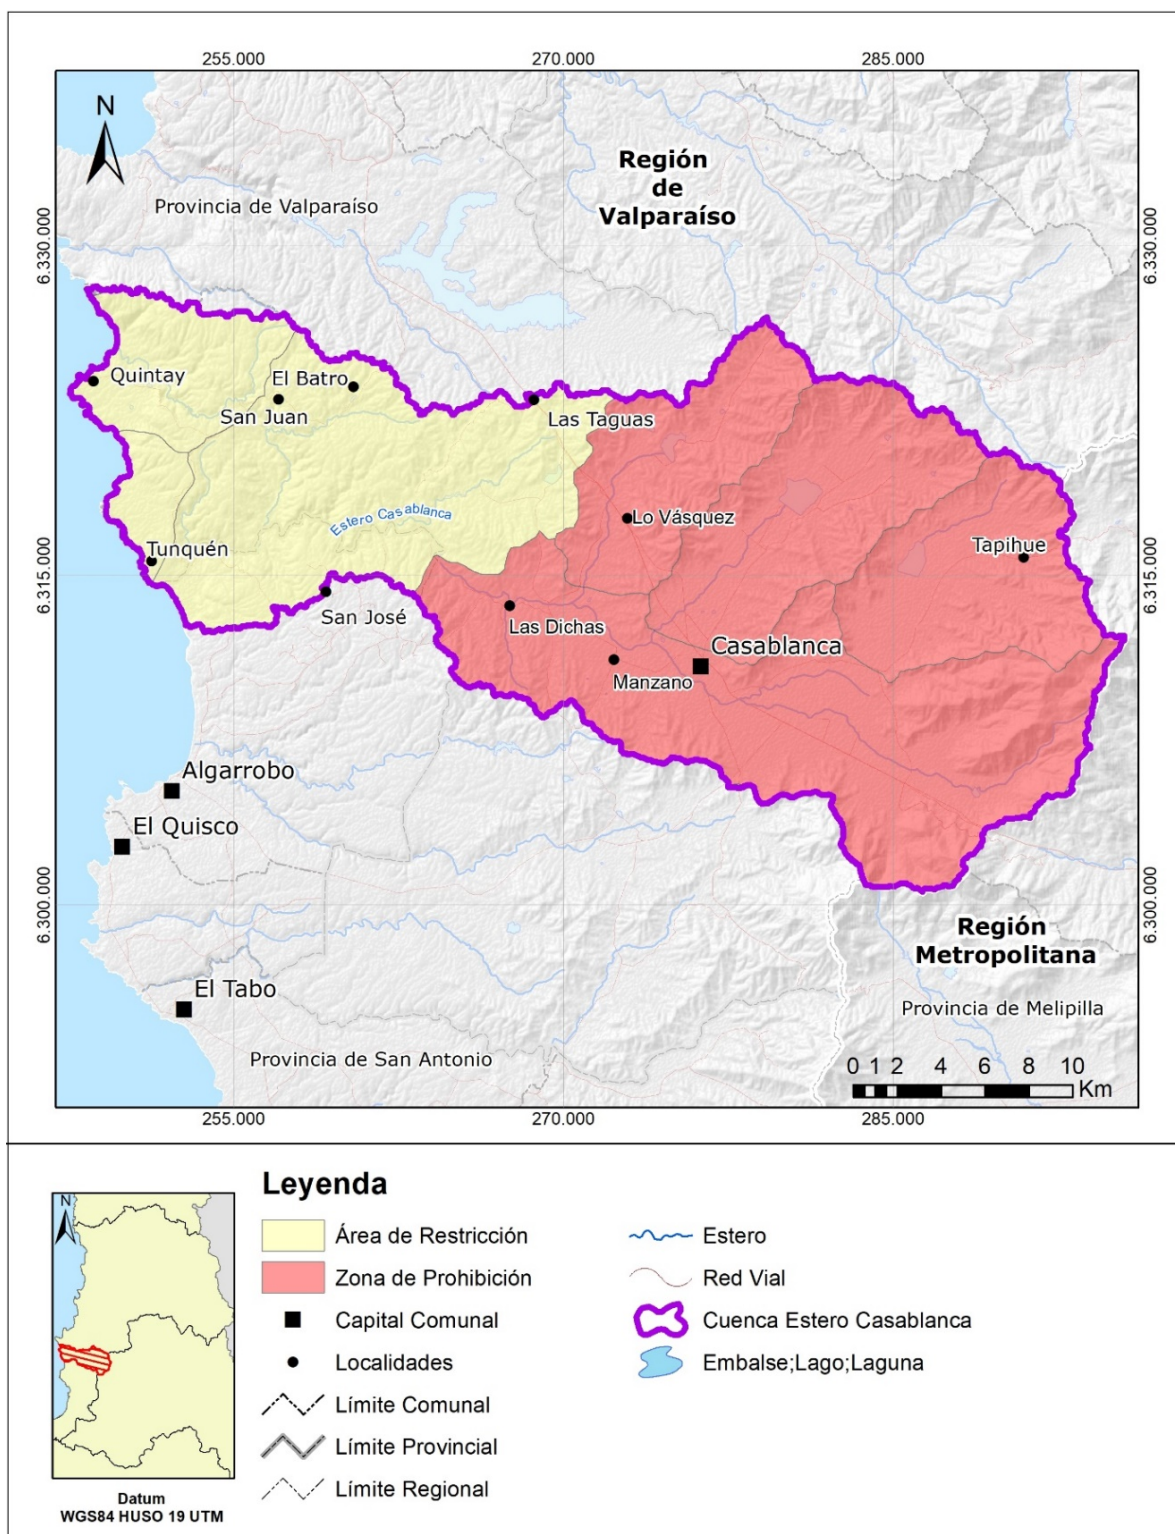 255.000
270.000
285.000
N
Región
de
Valparaíso
Provincia de Valparaíso
6.330.000
6.330.000
Quintay
El Batro
San Juan
Las Taguas
Estero Casablanca
Lo Vásquez
Tapihue
Tunquén
6.315.000
6.315.000
San José
Las Dichas
Casablanca
Manzano
Algarrobo
El Quisco
6.300.000
6.300.000
Región
Metropolitana
El Tabo
Provincia de Melipilla
Provincia de San Antonio
0 1 2 4 6 8 10
Km
255.000
270.000
285.000
N
Datum
WGS84 HUSO 19 UTM
Leyenda
Área de Restricción
Zona de Prohibición
Capital Comunal
Localidades
Límite Comunal
Límite Provincial
Límite Regional
Estero
Red Vial
Cuenca Estero Casablanca
Embalse;Lago;Laguna